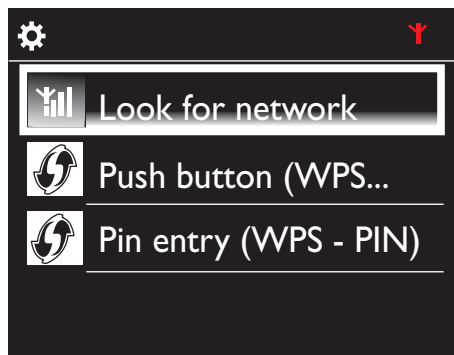 Look for network
Push button (WPS...
Pin entry (WPS - PIN)